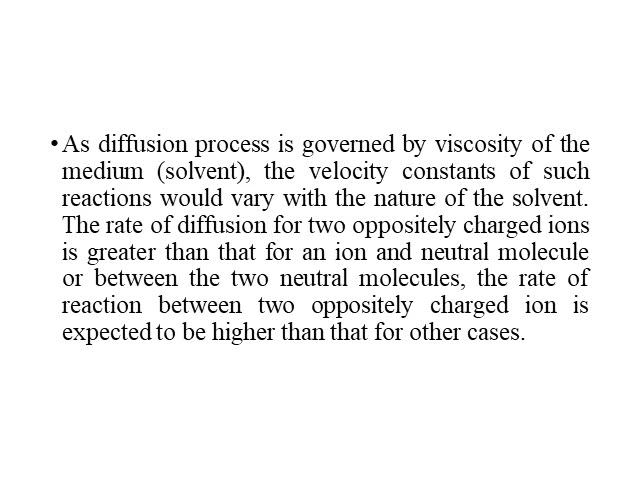 • As diffusion process is governed by viscosity of the
medium (solvent), the velocity constants of such
reactions would vary with the nature of the solvent.
The rate of diffusion for two oppositely charged ions
is greater than that for an ion and neutral molecule
or between the two neutral molecules, the rate of
reaction between two oppositely charged ion is
expected to be higher than that for other cases.